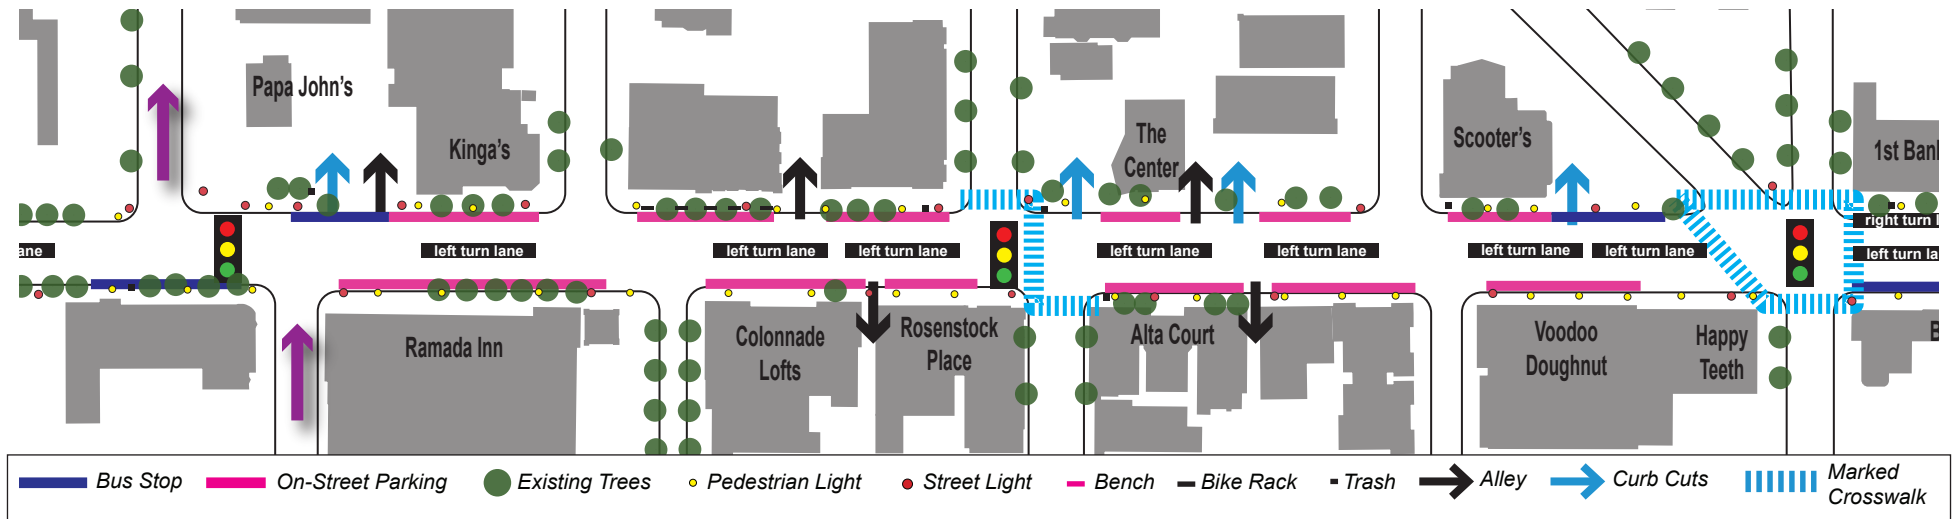 Papa John's
Kinga's
The
Center
Scooter's
1st Bank
right turn l
ane
left turn lane
left turn lane
left turn lane
left turn lane
left turn lane
left turn lane
left turn lane
left turn la
Ramada Inn
Colonnade
Lofts
Rosenstock
Place
Alta Court
Voodoo
Doughnut
Happy
Teeth
B
Bus Stop
On-Street Parking
Existing Trees
Pedestrian Light
Street Light
Bench
Bike Rack
Trash
Alley
Curb Cuts
Marked
Crosswalk